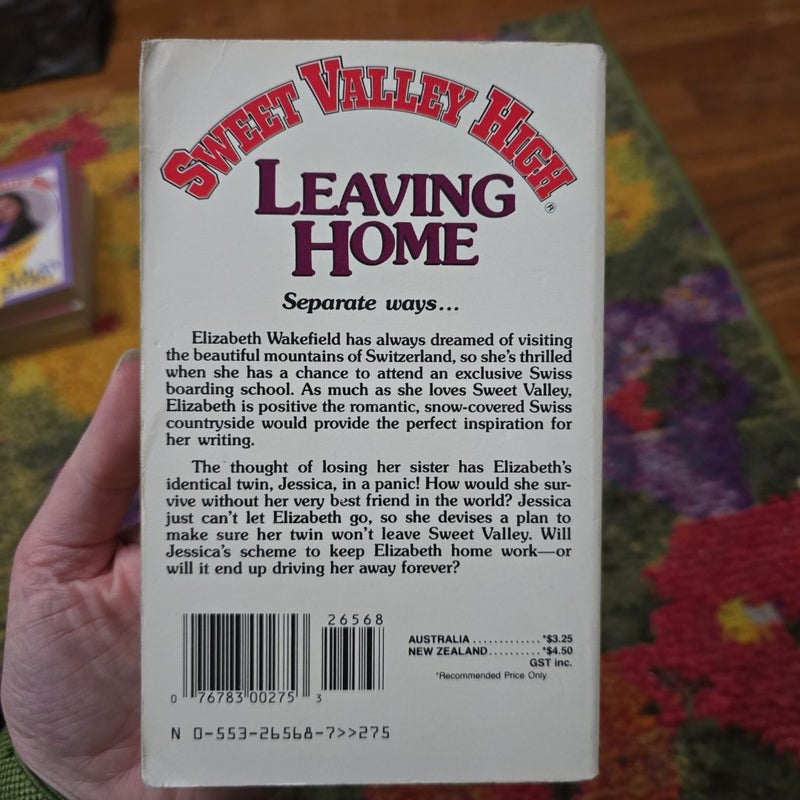 SWEET VALLEY HIGH®
LEAVING
HOME
Separate ways...
Elizabeth Wakefield has always dreamed of visiting
the beautiful mountains of Switzerland, so she's thrilled
when she has a chance to attend an exclusive Swiss
boarding school. As much as she loves Sweet Valley,
Elizabeth is positive the romantic, snow-covered Swiss
countryside would provide the perfect inspiration for
her writing.
The thought of losing her sister has Elizabeth's
identical twin, Jessica, in a panic! How would she sur-
vive without her very best friend in the world? Jessica
just can't let Elizabeth go, so she devises a plan to
make sure her twin won't leave Sweet Valley. Will
Jessica's scheme to keep Elizabeth home work—or
will it end up driving her away forever?
26568
0 76783 00275 3
AUSTRALIA ............ *$3.25
NEW ZEALAND.......... *$4.50
GST inc.
*Recommended Price Only
N 0-553-26568-7>>275